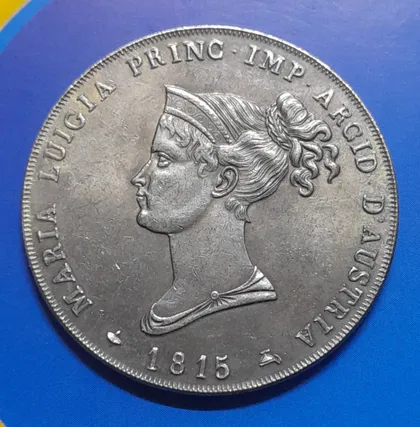 MARIA LUIGIA PRINC · IMP ARCID · D'AUSTRIA
1815